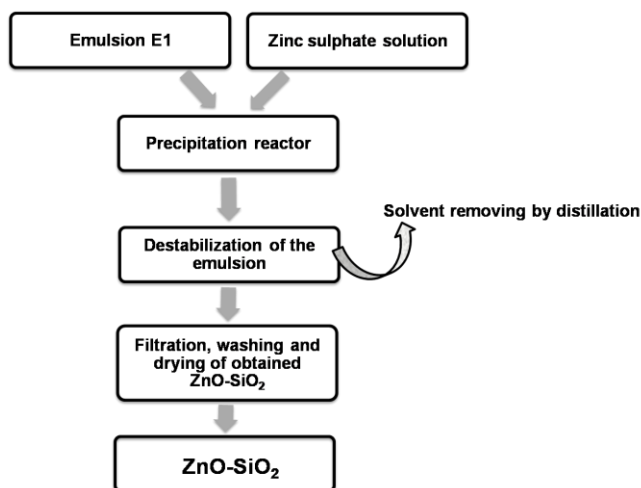 Emulsion E1
Zinc sulphate solution
Precipitation reactor
Solvent removing by distillation
Destabilization of the
emulsion
Filtration, washing and
drying of obtained
ZnO-SiO₂
ZnO-SiO₂